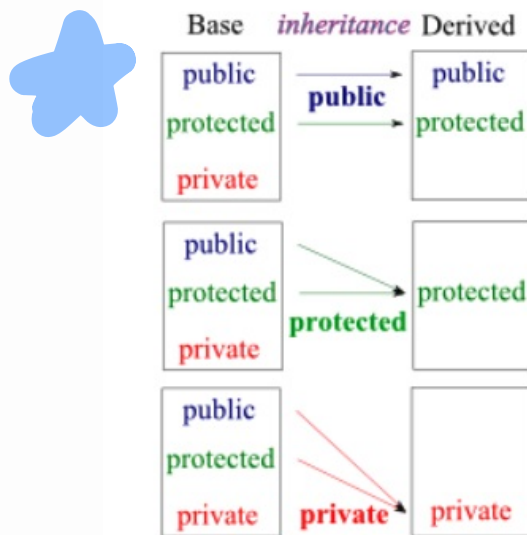 Base inheritance Derived
public public
public
protected protected
private
public
protected protected
protected
private
public
protected
private private private